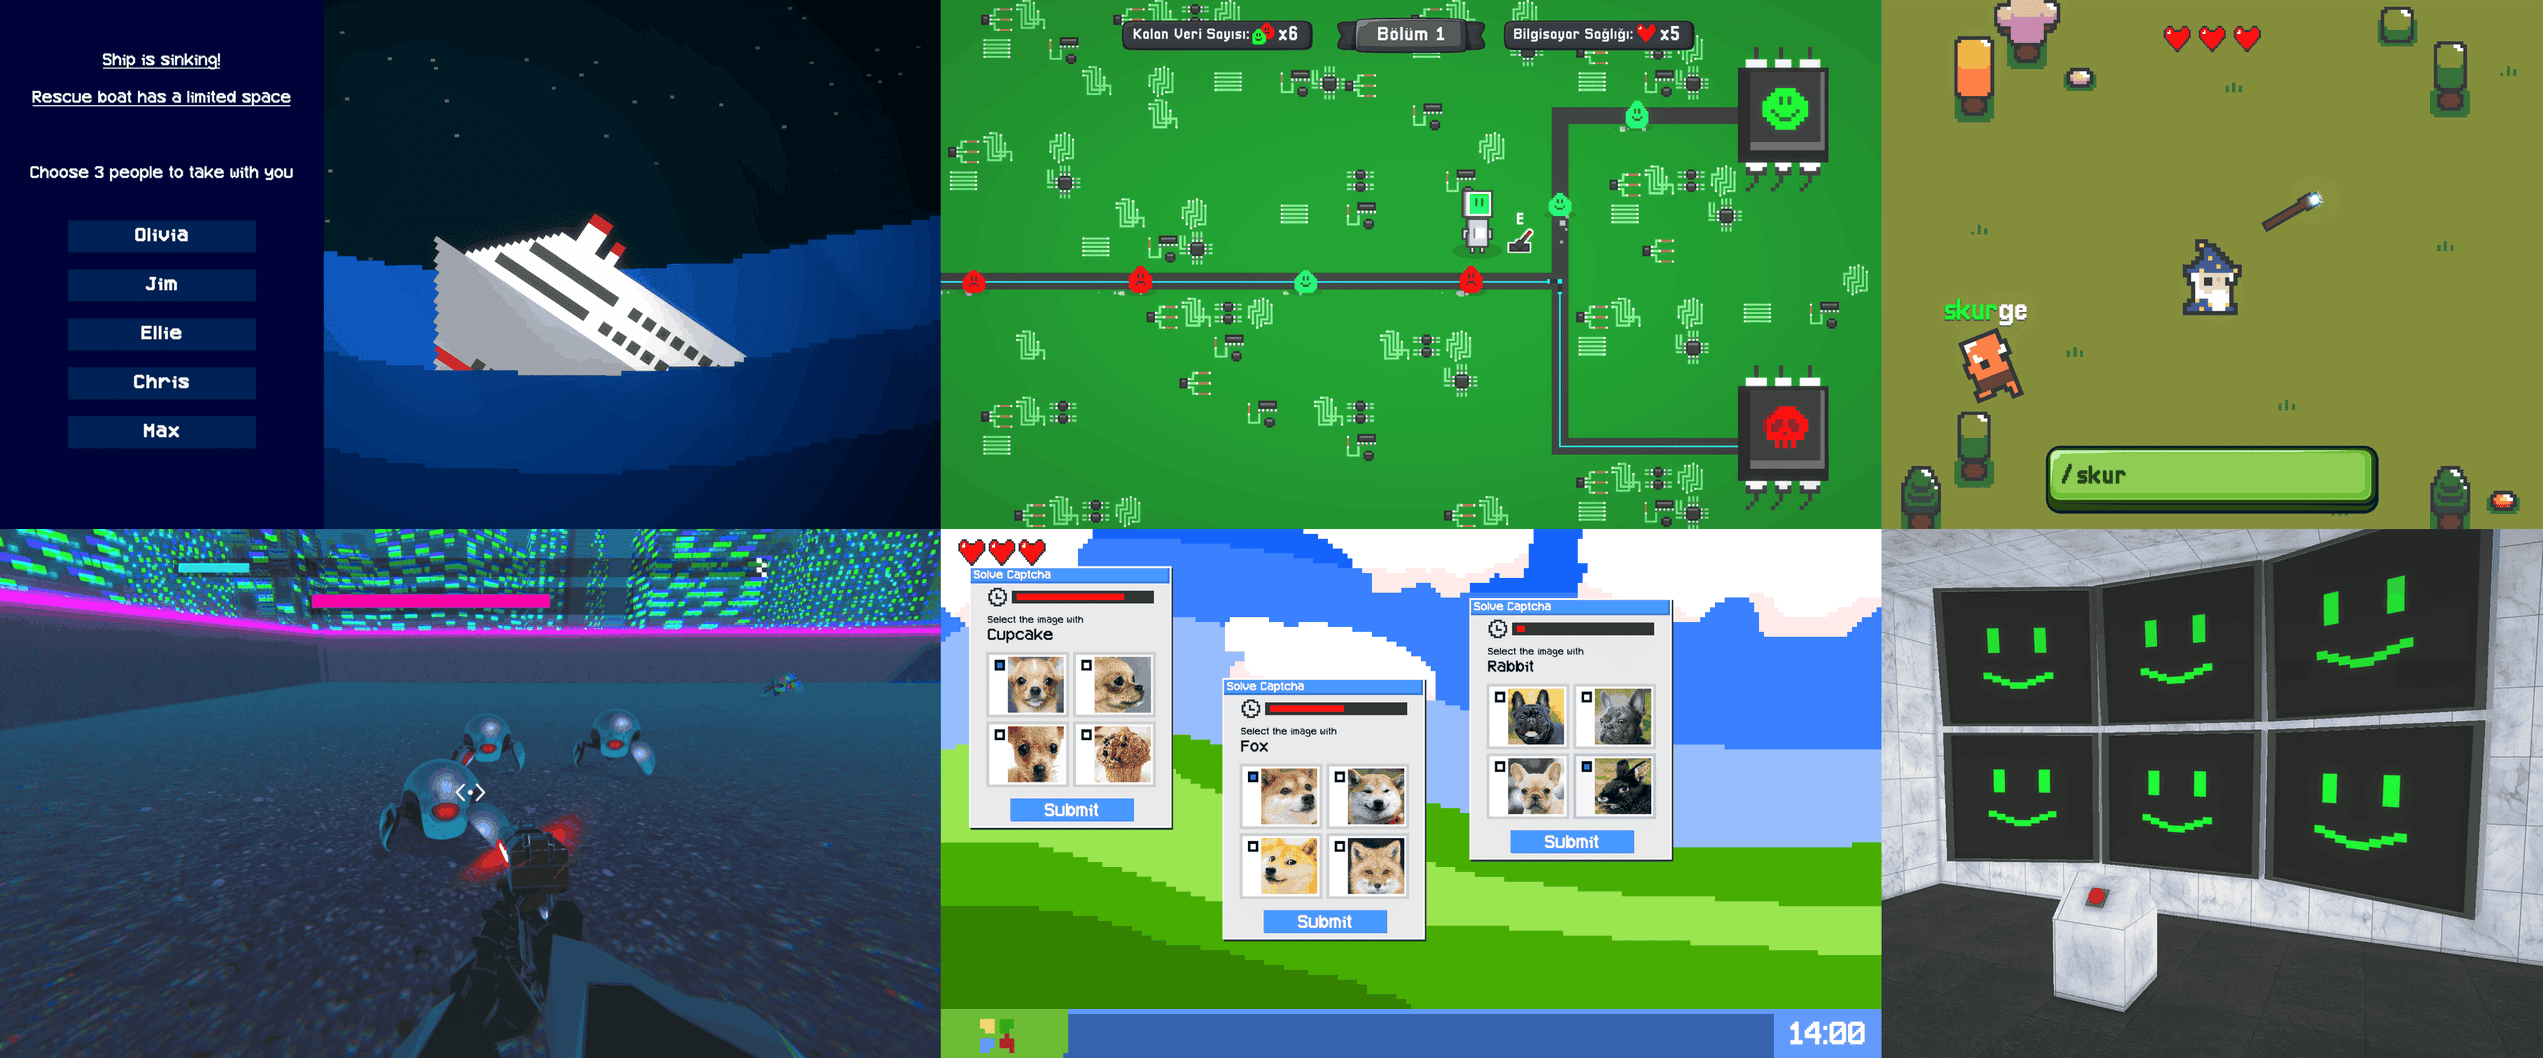 Ship is sinking!
Rescue boat has a limited space
Choose 3 people to take with you
Olivia
Jim
Ellie
Chris
Max
Kalan Veri Sayısı: x6
Bölüm 1
Bilgisayar Sağlığı: x5
E
skurge
/skur
Solve Captcha
Select the image with
Cupcake
Submit
Solve Captcha
Select the image with
Fox
Submit
Solve Captcha
Select the image with
Rabbit
Submit
14:00